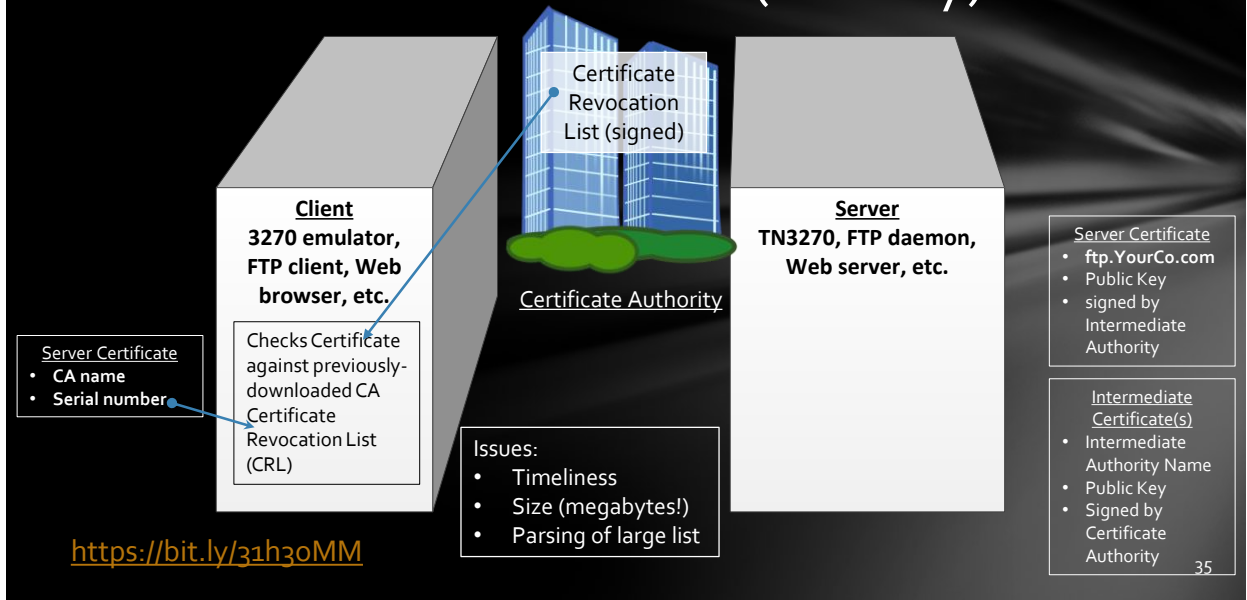 Certificate
Revocation
List (signed)
Client
3270 emulator,
FTP client, Web
browser, etc.
Server
TN3270, FTP daemon,
Web server, etc.
Certificate Authority
Checks Certificate
against previously-
downloaded CA
Certificate
Revocation List
(CRL)
Server Certificate
• CA name
• Serial number
Issues:
• Timeliness
• Size (megabytes!)
• Parsing of large list
Server Certificate
• ftp.YourCo.com
• Public Key
• signed by
Intermediate
Authority
Intermediate
Certificate(s)
• Intermediate
Authority Name
• Public Key
• Signed by
Certificate
Authority
https://bit.ly/31h30MM
35